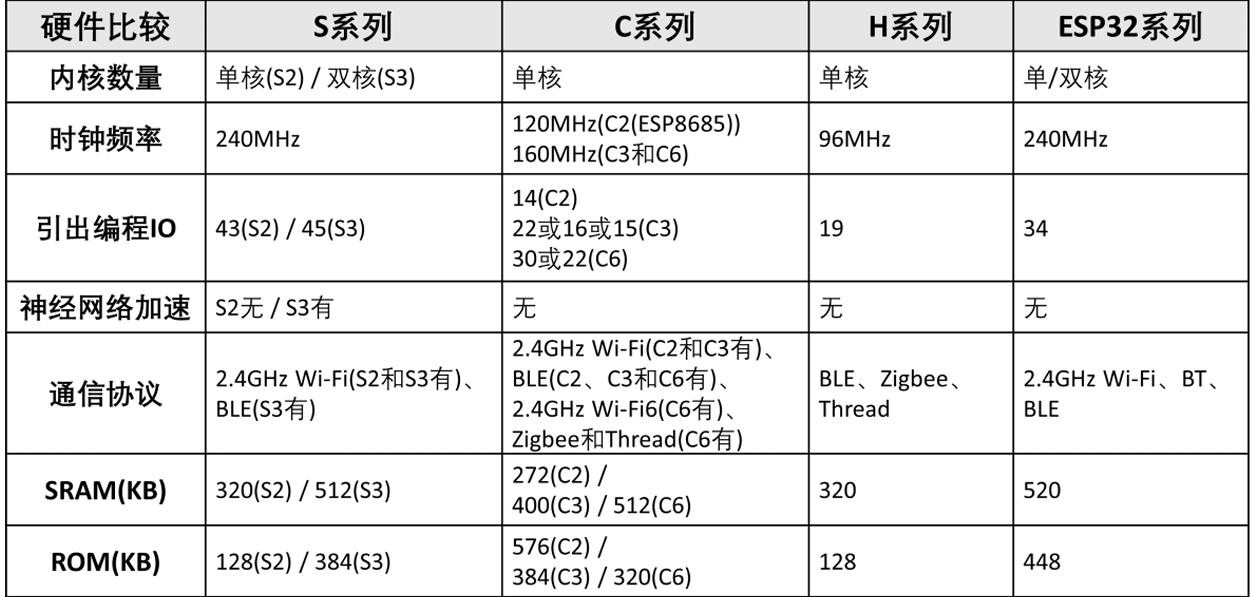 硬件比较 S系列 C系列 H系列 ESP32系列
内核数量 单核(S2) / 双核(S3) 单核 单核 单/双核
时钟频率 240MHz 120MHz(C2(ESP8685)) 96MHz 240MHz
160MHz(C3和C6)
引出编程IO 43(S2) / 45(S3) 14(C2) 19 34
22或16或15(C3)
30或22(C6)
神经网络加速 S2无 / S3有 无 无 无
通信协议 2.4GHz Wi-Fi(S2和S3有)、
BLE(S3有)
2.4GHz Wi-Fi(C2和C3有)、
BLE(C2、C3和C6有)、
2.4GHz Wi-Fi6(C6有)、
Zigbee和Thread(C6有)
BLE、Zigbee、
Thread
2.4GHz Wi-Fi、BT、
BLE
SRAM(KB) 320(S2) / 512(S3) 272(C2) / 320 520
400(C3) / 512(C6)
ROM(KB) 128(S2) / 384(S3) 576(C2) / 128 448
384(C3) / 320(C6)